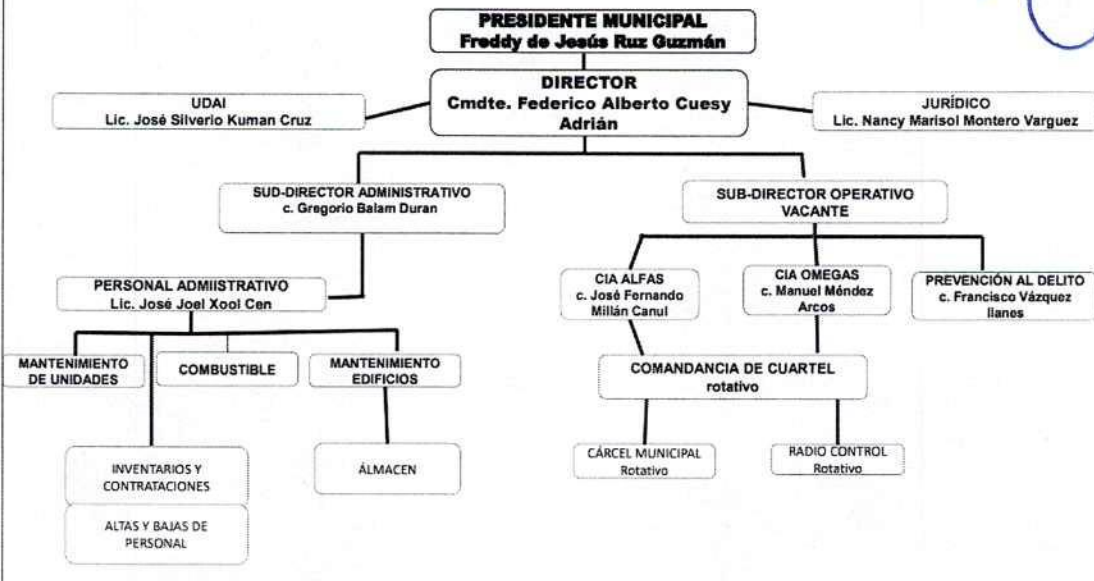 PRESIDENTE MUNICIPAL
Freddy de Jesús Ruz Guzmán
DIRECTOR
Cmdte. Federico Alberto Cuesy
Adrián
UDAI
Lic. José Silverio Kuman Cruz
JURÍDICO
Lic. Nancy Marisol Montero Varguez
SUD-DIRECTOR ADMINISTRATIVO
c. Gregorio Balam Duran
SUB-DIRECTOR OPERATIVO
VACANTE
PERSONAL ADMIISTRATIVO
Lic. José Joel Xool Cen
CIA ALFAS
c. José Fernando
Millán Canul
CIA OMEGAS
c. Manuel Méndez
Arcos
PREVENCIÓN AL DELITO
c. Francisco Vázquez
llanes
MANTENIMIENTO
DE UNIDADES
COMBUSTIBLE
MANTENIMIENTO
EDIFICIOS
COMANDANCIA DE CUARTEL
rotativo
INVENTARIOS Y
CONTRATACIONES
ÁLMACEN
CÁRCEL MUNICIPAL
Rotativo
RADIO CONTROL
Rotativo
ALTAS Y BAJAS DE
PERSONAL